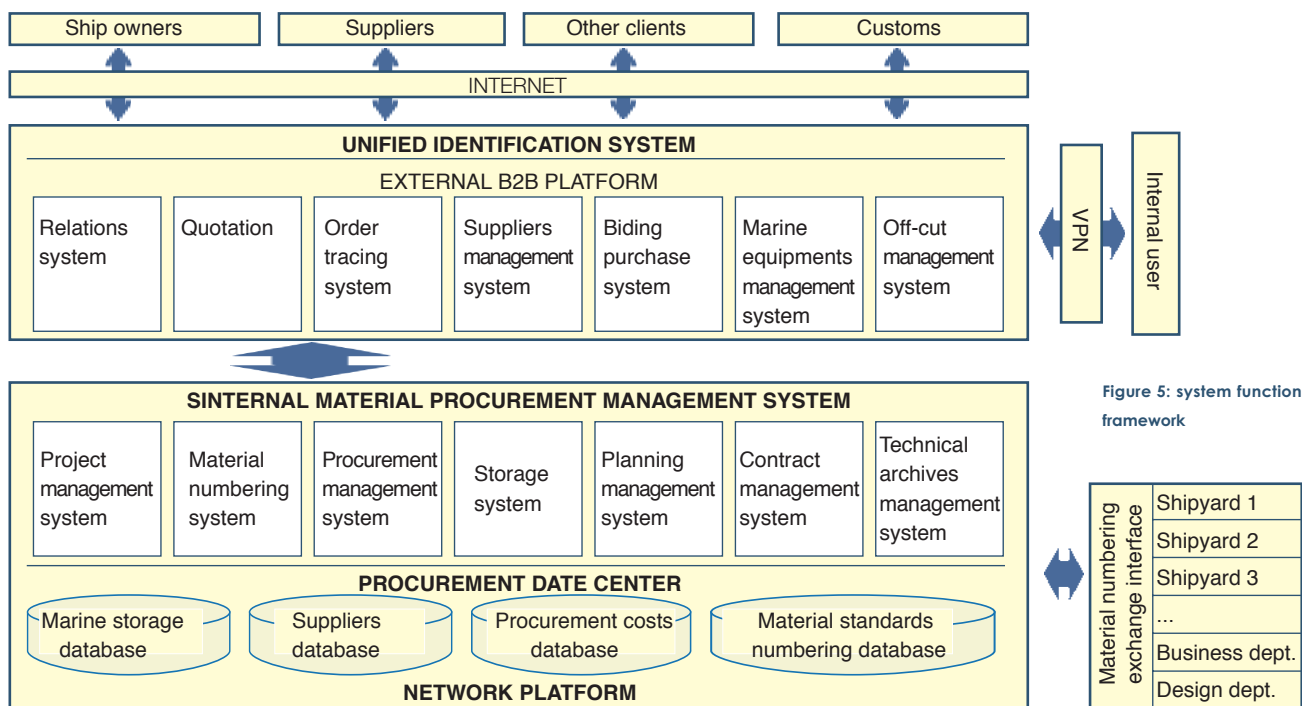 Ship owners
Suppliers
Other clients
Customs
INTERNET
UNIFIED IDENTIFICATION SYSTEM
EXTERNAL B2B PLATFORM
Relations
system
Quotation
Order
tracing
system
Suppliers
management
system
Biding
purchase
system
Marine
equipments
management
system
Off-cut
management
system
VPN
Internal user
SINTERNAL MATERIAL PROCUREMENT MANAGEMENT SYSTEM
Project
management
system
Material
numbering
system
Procurement
management
system
Storage
system
Planning
management
system
Contract
management
system
Technical
archives
management
system
PROCUREMENT DATE CENTER
Marine storage
database
Suppliers
database
Procurement costs
database
Material standards
numbering database
NETWORK PLATFORM
Figure 5: system function
framework
Material numbering
exchange interface
Shipyard 1
Shipyard 2
Shipyard 3
...
Business dept.
Design dept.